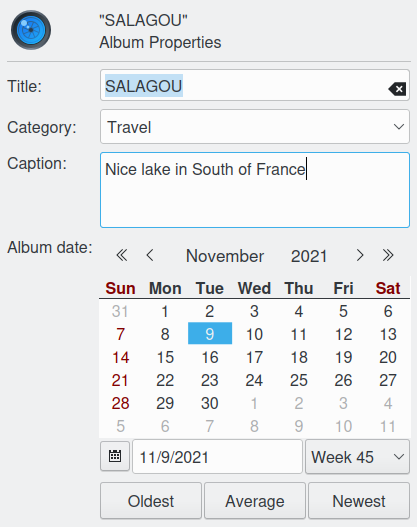 "SALAGOU"
Album Properties
Title: SALAGOU
Category: Travel
Caption: Nice lake in South of France
Album date: November 2021
Sun Mon Tue Wed Thu Fri Sat
31 1 2 3 4 5 6
7 8 9 10 11 12 13
14 15 16 17 18 19 20
21 22 23 24 25 26 27
28 29 30 1 2 3 4
5 6 7 8 9 10 11
11/9/2021 Week 45
Oldest Average Newest